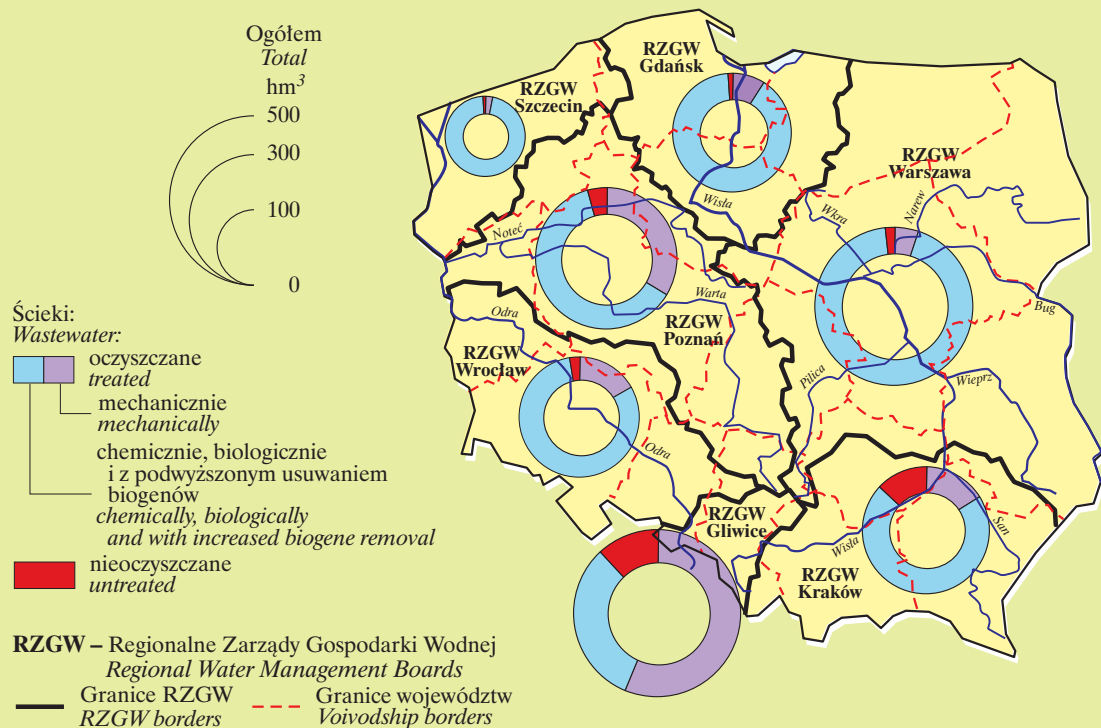 Ogółem
Total
hm³
500
300
100
0
Ścieki:
Wastewater:
oczyszczane
treated
mechanicznie
mechanically
chemicznie, biologicznie
i z podwyższonym usuwaniem
biogenów
chemically, biologically
and with increased biogene removal
nieoczyszczane
untreated
RZGW – Regionalne Zarządy Gospodarki Wodnej
Regional Water Management Boards
Granice RZGW
RZGW borders
Granice województw
Voivodship borders
RZGW
Szczecin
RZGW
Gdańsk
RZGW
Warszawa
RZGW
Poznań
RZGW
Wrocław
RZGW
Gliwice
RZGW
Kraków
Wisła
Wkra
Narew
Noteć
Warta
Bug
Odra
Pilica
Wieprz
Odra
Wisła
San